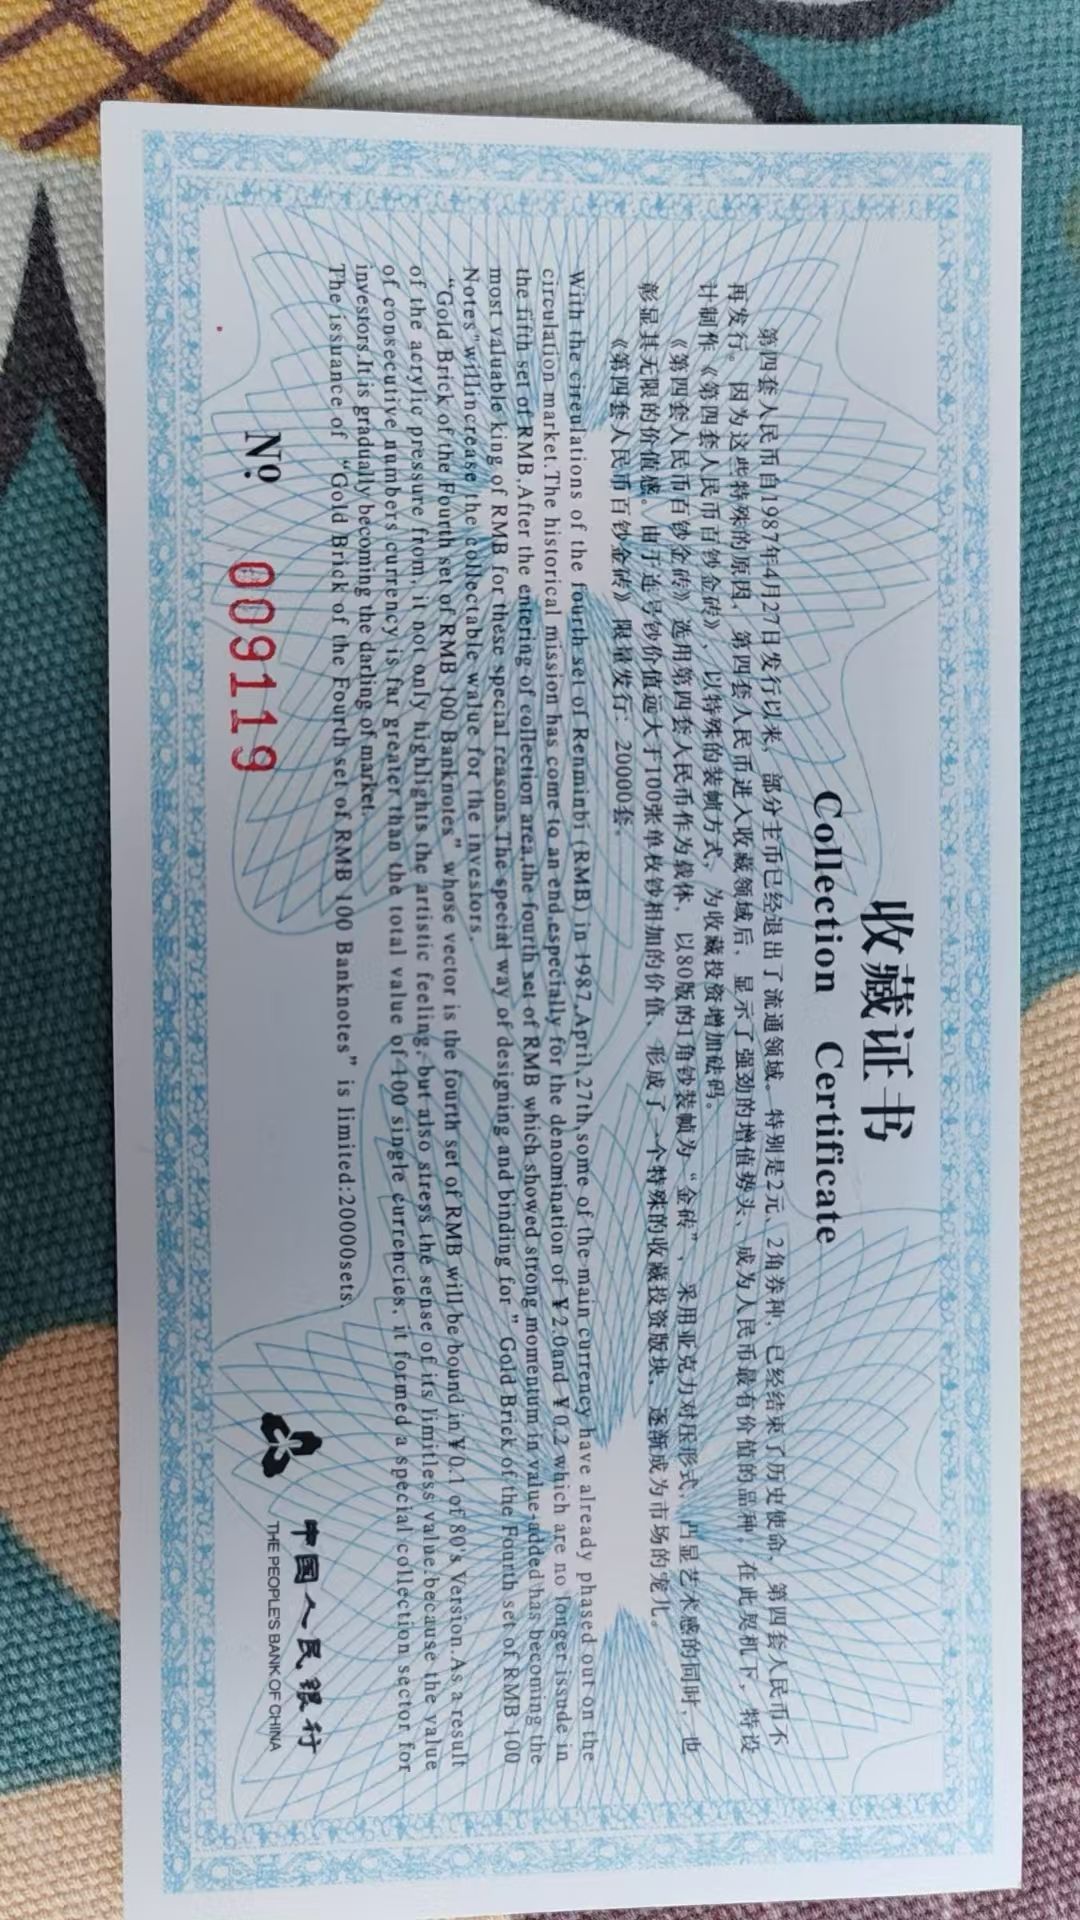 收藏证书
Collection Certificate
第四套人民币自1987年4月27日发行以来，部分主币已经退出了流通领域。特别是2元、2角券种，已经结束了历史使命，第四套人民币不
再发行。因为这些特殊的原因，第四套人民币进入收藏领域后，显示了强劲的增值势头，成为人民币最有价值的品种，在此契机下，特设
计制作《第四套人民币百钞金砖》，以特殊的装帧方式，为收藏投资增加砝码。
《第四套人民币百钞金砖》选用第四套人民币作为载体，以80版的1角钞装帧为“金砖”，采用亚克力对压形式，凸显艺术感的同时，也
彰显其无限的价值感。由于连号钞价值远大于100张单枚钞相加的价值，形成了一个特殊的收藏投资版块，逐渐成为市场的宠儿。
《第四套人民币百钞金砖》限量发行：20000套。
With the circulations of the fourth set of Renminbi (RMB) in 1987,April,27th,some of the main currency have already phased out on the
circulation market.The historical mission has come to an end,especially for the denomination of ¥2.0and ¥0.2 which are no longer issude in
the fifth set of RMB.After the entering of collection area,the fourth set of RMB which showed strong momentum in value-added has becoming the
most valuable king of RMB for these special reasons.The special way of designing and binding for" Gold Brick of the Fourth set of RMB 100
Notes"willincrease the collectable value for the investors.
"Gold Brick of the Fourth set of RMB 100 Banknotes" whose vector is the fourth set of RMB will be bound in ¥0.1 of 80's Version.As a result
of the acrylic pressure from, it not only highlights the artistic feeling, but also stress the sense of its limitless value.because the value
of consecutive numbers currency is far greater than the total value of 100 single currencies, it formed a special collection sector for
investors.It is gradually becoming the darling of market.
The issuance of "Gold Brick of the Fourth set of RMB 100 Banknotes" is limited:20000sets.
№ 009119
中国人民银行
THE PEOPLE'S BANK OF CHINA